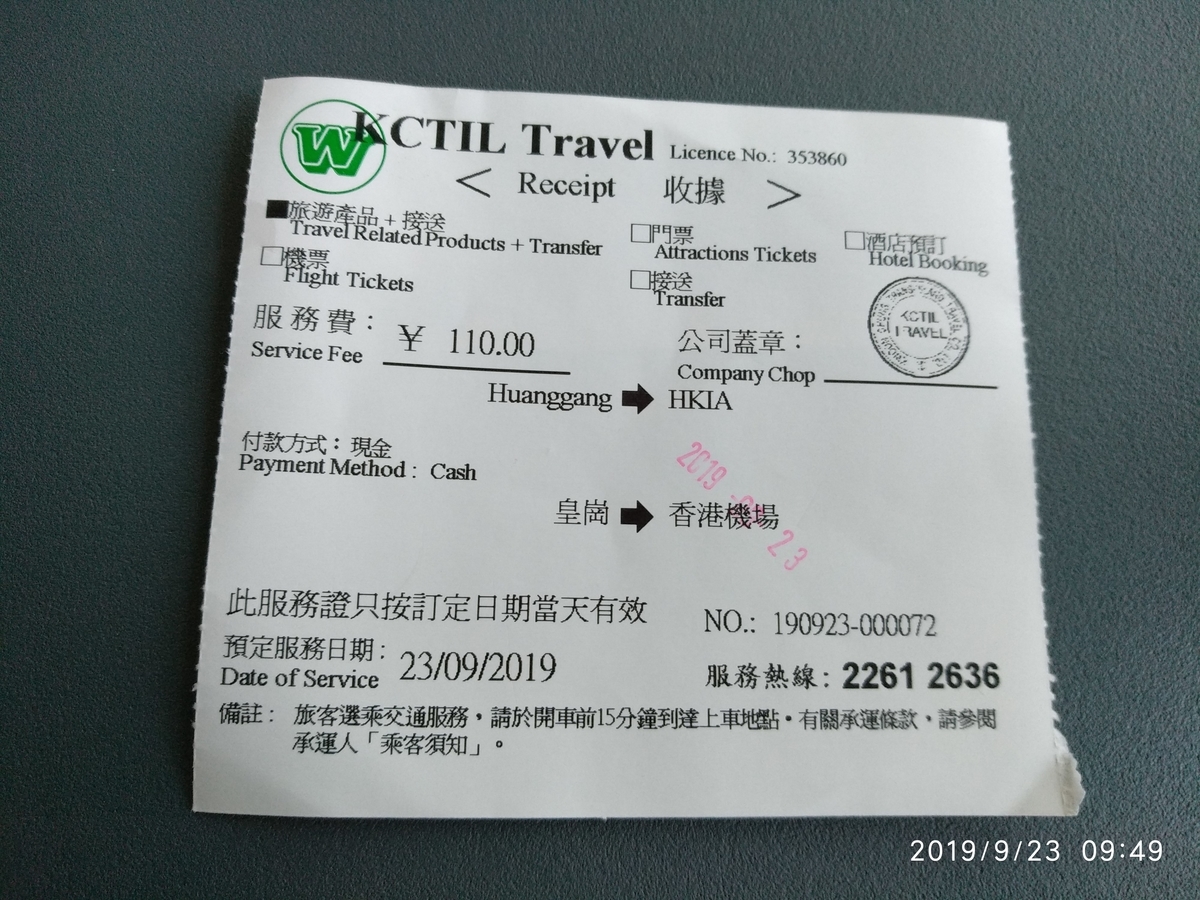 W
KCTIL Travel Licence No.: 353860
< Receipt 收據 >
■旅遊產品 + 接送 □門票 □酒店預訂
Travel Related Products + Transfer Attractions Tickets Hotel Booking
□機票 □接送
Flight Tickets Transfer
服務費： ¥ 110.00 公司蓋章：
Service Fee Company Chop
KCTIL
TRAVEL
Huanggang ➡ HKIA
付款方式：現金
Payment Method : Cash
2019 23
皇崗 ➡ 香港機場
此服務證只按訂定日期當天有效 NO.: 190923-000072
預定服務日期: 23/09/2019 服務熱線: 2261 2636
Date of Service
備註： 旅客選乘交通服務，請於開車前15分鐘到達上車地點。有關承運條款，請參閱
承運人「乘客須知」。
2019/9/23 09:49